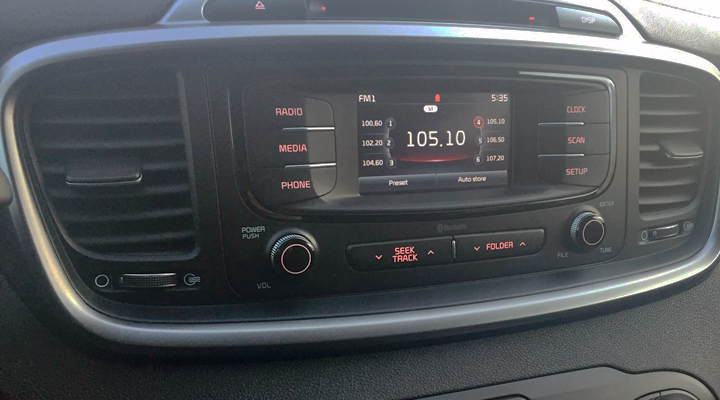 DISP
FM1
5:35
ST
RADIO
MEDIA
PHONE
100.60 1
102.20 2
104.60 3
105.10
4 105.10
5 106.50
6 107.20
Preset
Auto store
CLOCK
SCAN
SETUP
POWER
PUSH
VOL
SEEK
TRACK
FOLDER
ENTER
FILE
TUNE